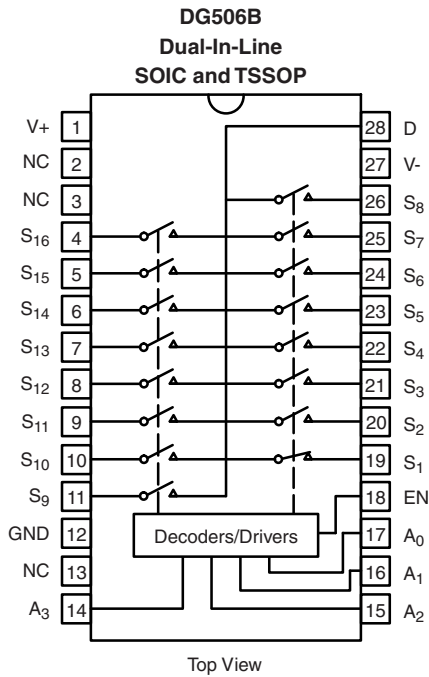 DG506B
Dual-In-Line
SOIC and TSSOP
V+ 1 28 D
NC 2 27 V-
NC 3 26 S8
S16 4 25 S7
S15 5 24 S6
S14 6 23 S5
S13 7 22 S4
S12 8 21 S3
S11 9 20 S2
S10 10 19 S1
S9 11 18 EN
GND 12 Decoders/Drivers 17 A0
NC 13 16 A1
A3 14 15 A2
Top View